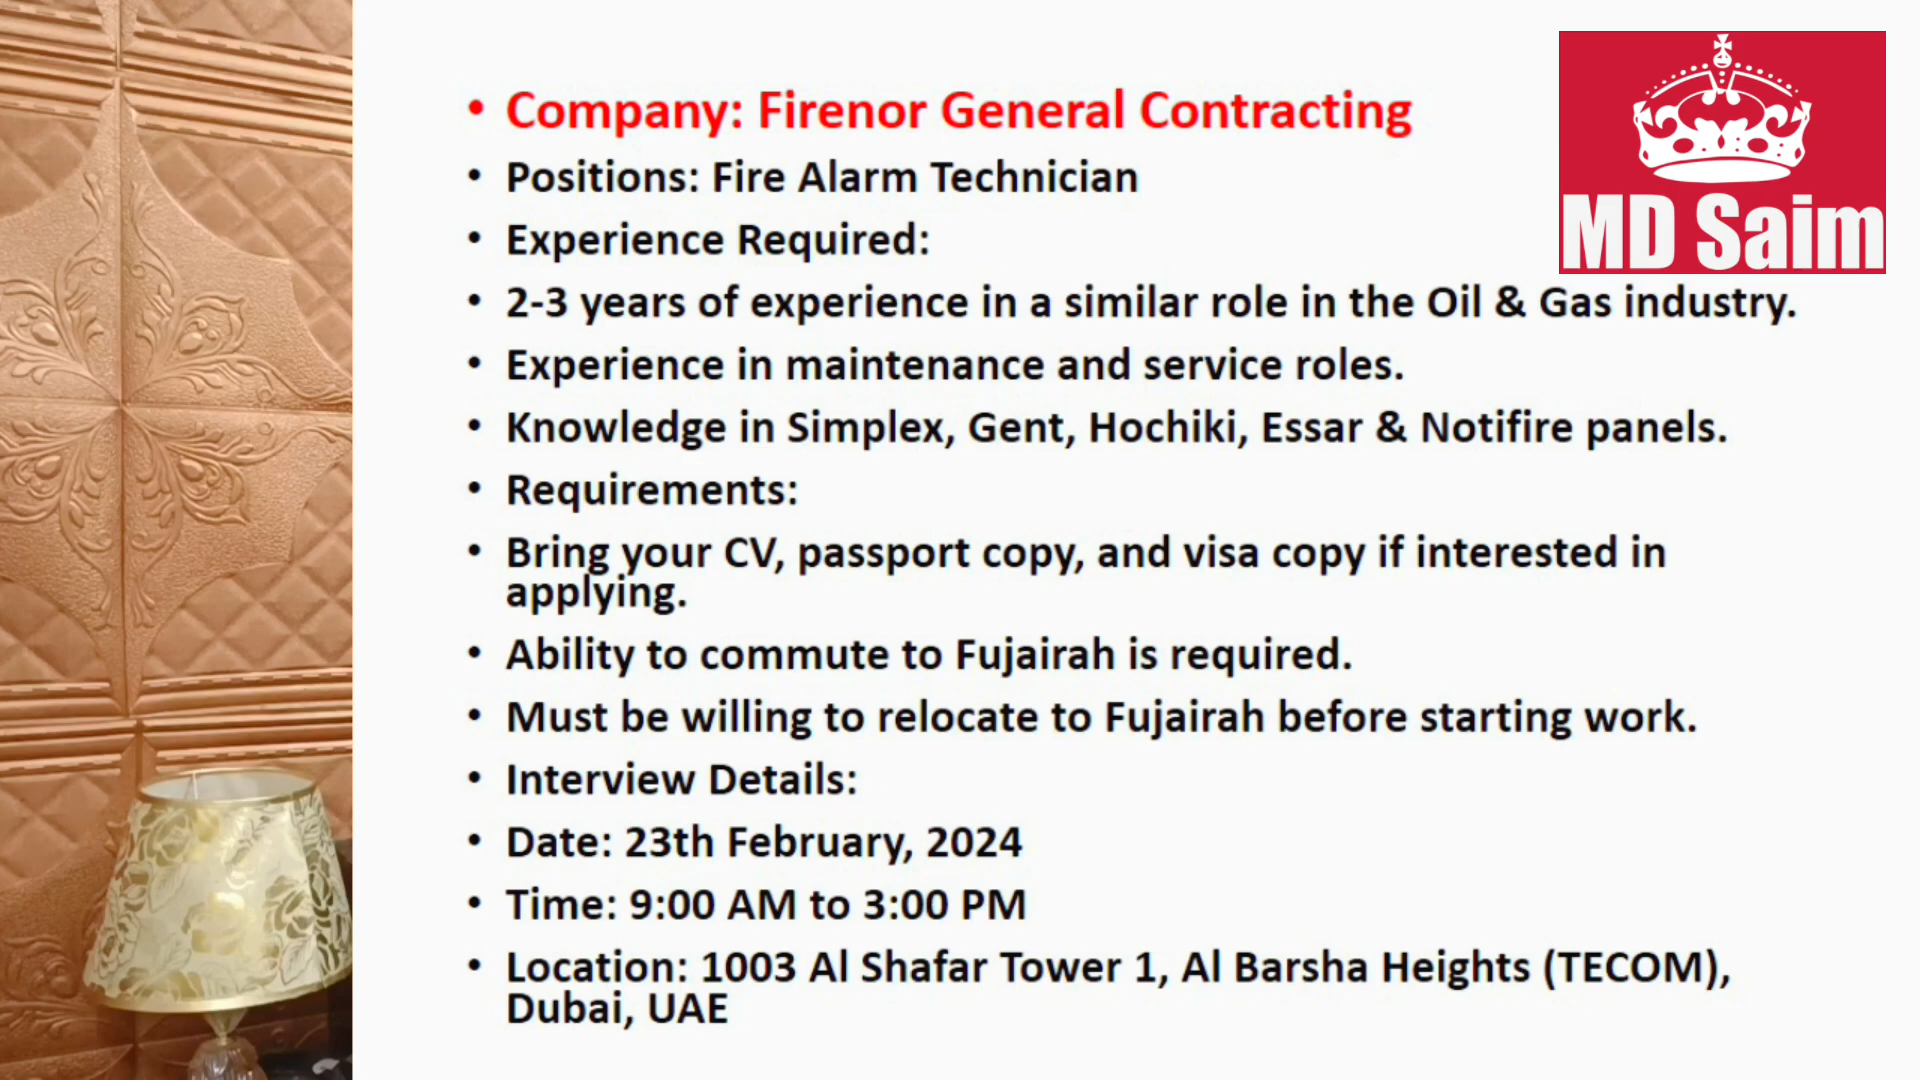 • Company: Firenor General Contracting
• Positions: Fire Alarm Technician
• Experience Required:
• 2-3 years of experience in a similar role in the Oil & Gas industry.
• Experience in maintenance and service roles.
• Knowledge in Simplex, Gent, Hochiki, Essar & Notifire panels.
• Requirements:
• Bring your CV, passport copy, and visa copy if interested in
applying.
• Ability to commute to Fujairah is required.
• Must be willing to relocate to Fujairah before starting work.
• Interview Details:
• Date: 23th February, 2024
• Time: 9:00 AM to 3:00 PM
• Location: 1003 Al Shafar Tower 1, Al Barsha Heights (TECOM),
Dubai, UAE
MD Saim